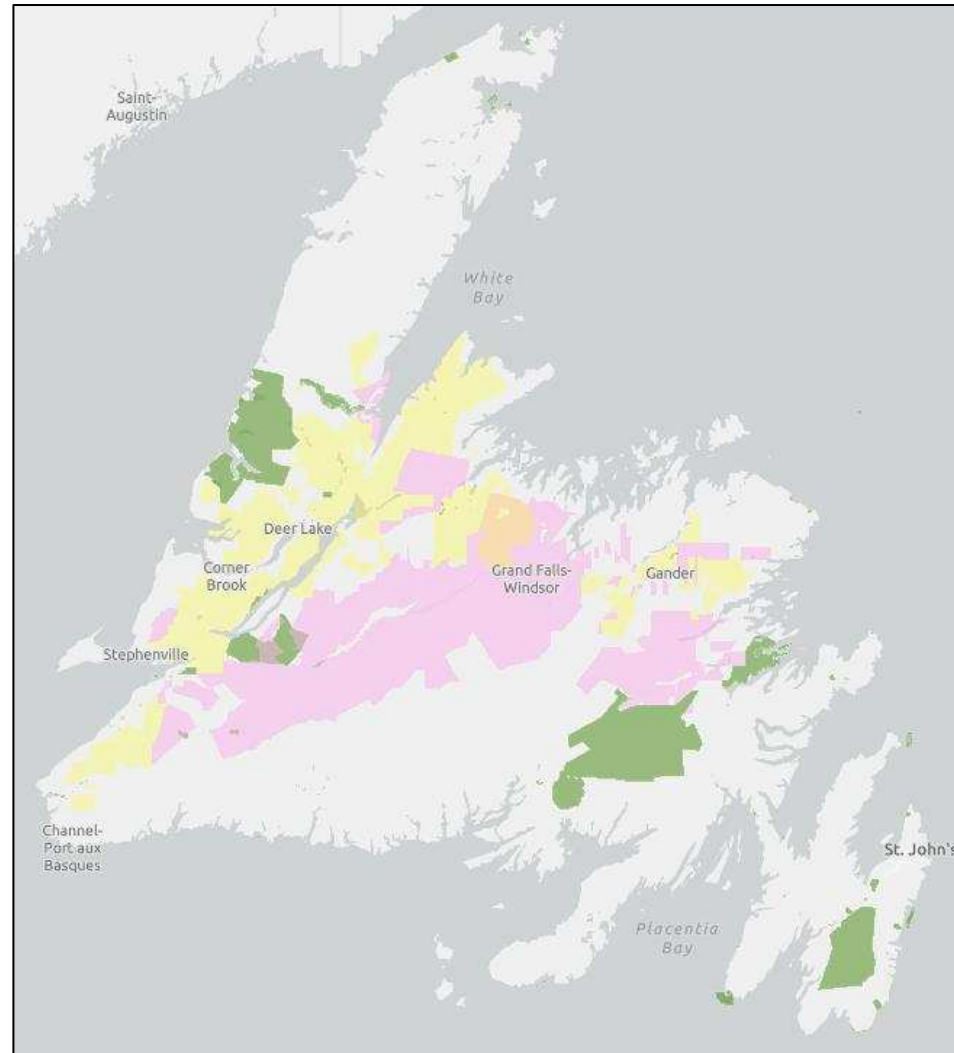 Saint-
Augustin
White
Bay
Deer Lake
Corner
Brook
Grand Falls-
Windsor
Gander
Stephenville
Channel-
Port aux
Basques
St. John's
Placentia
Bay